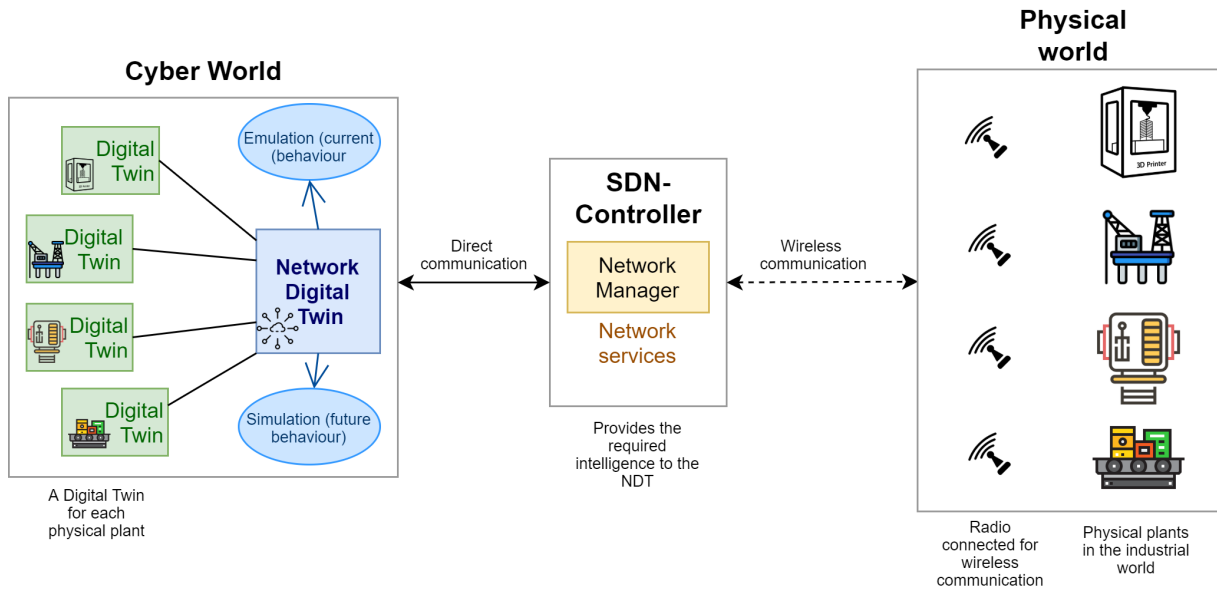 Cyber World
Digital
Twin
Digital
Twin
Digital
Twin
Digital
Twin
Emulation (current
(behaviour
Network
Digital
Twin
Simulation (future
behaviour)
A Digital Twin
for each
physical plant
Direct
communication
SDN-
Controller
Network
Manager
Network
services
Provides the
required
intelligence to the
NDT
Wireless
communication
Physical
world
3D Printer
Radio
connected for
wireless
communication
Physical plants
in the industrial
world